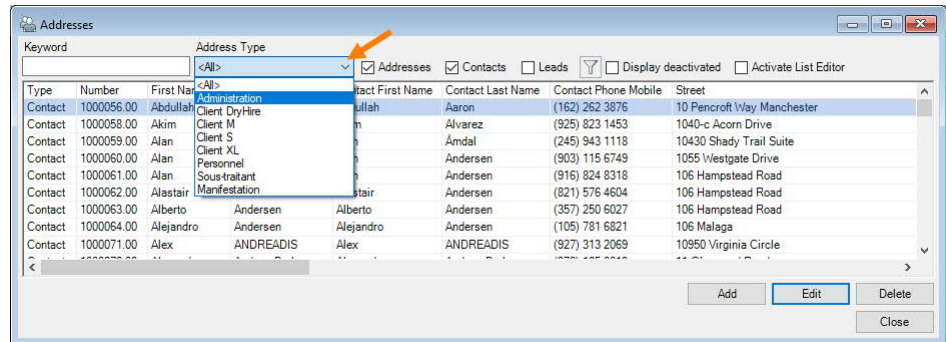 Addresses
Keyword Address Type
<All> Addresses Contacts Leads Display deactivated Activate List Editor
<All>
Administration
Client DryHire
Client M
Client S
Client XL
Personnel
Sous-traitant
Manifestation
Type Number First Contact First Name Contact Last Name Contact Phone Mobile Street
Contact 1000056.00 Abdullah Aaron (162) 262 3876 10 Pencroft Way Manchester
Contact 1000058.00 Akim Alvarez (925) 823 1453 1040-c Acorn Drive
Contact 1000059.00 Alan Åmdal (245) 943 1118 10430 Shady Trail Suite
Contact 1000060.00 Alan Andersen (903) 115 6749 1055 Westgate Drive
Contact 1000061.00 Alan Andersen (916) 824 8318 106 Hampstead Road
Contact 1000062.00 Alastair Andersen (821) 576 4604 106 Hampstead Road
Contact 1000063.00 Alberto Andersen Alberto Andersen (357) 250 6027 106 Hampstead Road
Contact 1000064.00 Alejandro Andersen Alejandro Andersen (105) 781 6821 106 Malaga
Contact 1000071.00 Alex ANDREADIS Alex ANDREADIS (927) 313 2069 10950 Virginia Circle
Add Edit Delete
Close